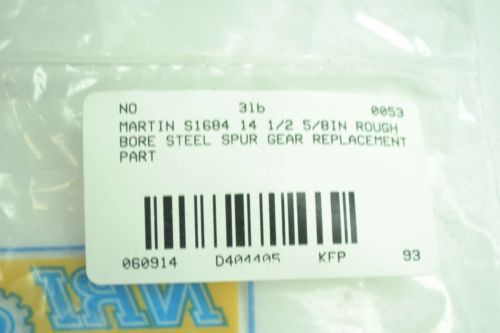 NO 31b 0053
MARTIN S1684 14 1/2 5/8IN ROUGH
BORE STEEL SPUR GEAR REPLACEMENT
PART
060914 D404405 KFP 93
MRI